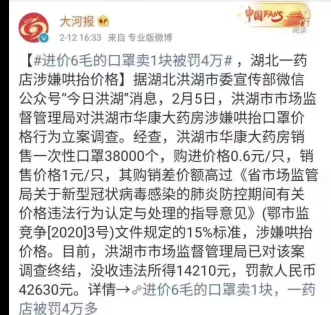 大河报
2-12 16:33 来自 专业版微博
中国FANS
阅读
【#进价6毛的口罩卖1块被罚4万#，湖北一药
店涉嫌哄抬价格】据湖北洪湖市委宣传部微信
公众号“今日洪湖”消息，2月5日，洪湖市市场监
督管理局对洪湖市华康大药房涉嫌哄抬口罩价
格行为立案调查。经查，洪湖市华康大药房销
售一次性口罩38000个，购进价格0.6元/只，销
售价格1元/只，其购销差价额高过《省市场监管
局关于新型冠状病毒感染的肺炎防控期间有关
价格违法行为认定与处理的指导意见》(鄂市监
竞争[2020]3号)文件规定的15%标准，涉嫌哄抬
价格。目前，洪湖市市场监督管理局已对该案
调查终结，没收违法所得14210元，罚款人民币
42630元。详情→进价6毛的口罩卖1块，一药
店被罚4万多